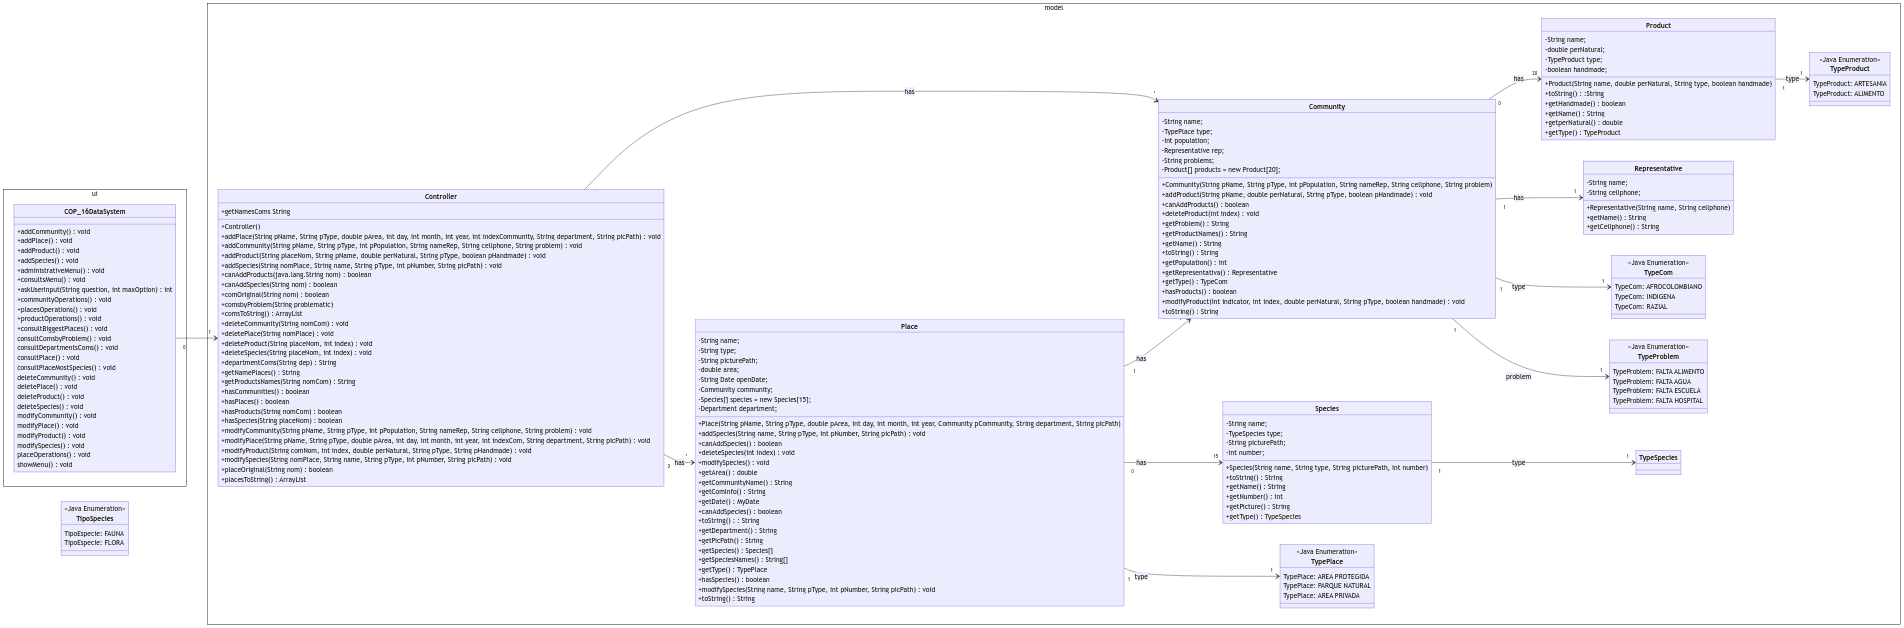 model
ui
COP_16DataSystem
+addCommunity() : void
+addPlace() : void
+addProduct() : void
+addSpecies() : void
+administrativeMenu() : void
+consultsMenu() : void
+askUserInput(String question, int maxOption) : int
+communityOperations() : void
+placesOperations() : void
+productOperations() : void
+consultBiggestPlaces() : void
consultComsbyProblem() : void
consultDepartmentsComs() : void
consultPlace() : void
consultPlaceMostSpecies() : void
deleteCommunity() : void
deletePlace() : void
deleteProduct() : void
deleteSpecies() : void
modifyCommunity() : void
modifyPlace() : void
modifyProduct() : void
modifySpecies() : void
placeOperations() : void
showMenu() : void
«Java Enumeration»
TipoSpecies
TipoEspecie: FAUNA
TipoEspecie: FLORA
0
1
Controller
+getNamesComs String
+Controller()
+addPlace(String pName, String pType, double pArea, int day, int month, int year, int indexCommunity, String department, String picPath) : void
+addCommunity(String pName, String pType, int pPopulation, String nameRep, String cellphone, String problem) : void
+addProduct(String placeNom, String pName, double perNatural, String pType, boolean pHandmade) : void
+addSpecies(String nomPlace, String name, String pType, int pNumber, String picPath) : void
+canAddProducts(java.lang.String nom) : boolean
+canAddSpecies(String nom) : boolean
+comOriginal(String nom) : boolean
+comsbyProblem(String problematic)
+comsToString() : ArrayList
+deleteCommunity(String nomCom) : void
+deletePlace(String nomPlace) : void
+deleteProduct(String placeNom, int index) : void
+deleteSpecies(String placeNom, int index) : void
+departmentComs(String dep) : String
+getNamePlaces() : String
+getProductsNames(String nomCom) : String
+hasCommunities() : boolean
+hasPlaces() : boolean
+hasProducts(String nomCom) : boolean
+hasSpecies(String placeNom) : boolean
+modifyCommunity(String pName, String pType, int pPopulation, String nameRep, String cellphone, String problem) : void
+modifyPlace(String pName, String pType, double pArea, int day, int month, int year, int indexCom, String department, String picPath) : void
+modifyProduct(String comNom, int index, double perNatural, String pType, String pHandmade) : void
+modifySpecies(String nomPlace, String name, String pType, int pNumber, String picPath) : void
+placeOriginal(String nom) : boolean
+placesToString() : ArrayList
has
*
0
has
*
Place
-String name;
-String type;
-String picturePath;
-double area;
-String Date openDate;
-Community community;
-Species[] species = new Species[15];
-Department department;
+Place(String pName, String pType, double pArea, int day, int month, int year, Community pCommunity, String department, String picPath)
+addSpecies(String name, String pType, int pNumber, String picPath) : void
+canAddSpecies() : boolean
+deleteSpecies(int index) : void
+modifySpecies() : void
+getArea() : double
+getCommunityName() : String
+getComInfo() : String
+getDate() : MyDate
+canAddSpecies() : boolean
+toString() : : String
+getDepartment() : String
+getPicPath() : String
+getSpecies() : Species[]
+getSpeciesNames() : String[]
+getType() : TypePlace
+hasSpecies() : boolean
+modifySpecies(String name, String pType, int pNumber, String picPath) : void
+toString() : String
has
1
has
0
15
type
1
1
Community
-String name;
-TypePlace type;
-int population;
-Representative rep;
-String problems;
-Product[] products = new Product[20];
+Community(String pName, String pType, int pPopulation, String nameRep, String cellphone, String problem)
+addProduct(String pName, double perNatural, String pType, boolean pHandmade) : void
+canAddProducts() : boolean
+deleteProduct(int index) : void
+getProblem() : String
+getProductNames() : String
+getName() : String
+toString() : String
+getPopulation() : int
+getRepresentativa() : Representative
+getType() : TypeCom
+hasProducts() : boolean
+modifyProduct(int indicator, int index, double perNatural, String pType, boolean handmade) : void
+toString() : String
has
0
20
has
1
1
type
1
1
problem
1
1
Species
-String name;
-TypeSpecies type;
-String picturePath;
-int number;
+Species(String name, String type, String picturePath, int number)
+toString() : String
+getName() : String
+getNumber() : int
+getPicture() : String
+getType() : TypeSpecies
type
1
1
TypeSpecies
«Java Enumeration»
TypePlace
TypePlace: AREA PROTEGIDA
TypePlace: PARQUE NATURAL
TypePlace: AREA PRIVADA
Product
-String name;
-double perNatural;
-TypeProduct type;
-boolean handmade;
+Product(String name, double perNatural, String type, boolean handmade)
+toString() : :String
+getHandmade() : boolean
+getName() : String
+getperNatural() : double
+getType() : TypeProduct
type
1
1
«Java Enumeration»
TypeProduct
TypeProduct: ARTESANIA
TypeProduct: ALIMENTO
Representative
-String name;
-String cellphone;
+Representative(String name, String cellphone)
+getName() : String
+getCellphone() : String
«Java Enumeration»
TypeCom
TypeCom: AFROCOLOMBIANO
TypeCom: INDIGENA
TypeCom: RAZIAL
«Java Enumeration»
TypeProblem
TypeProblem: FALTA ALIMENTO
TypeProblem: FALTA AGUA
TypeProblem: FALTA ESCUELA
TypeProblem: FALTA HOSPITAL